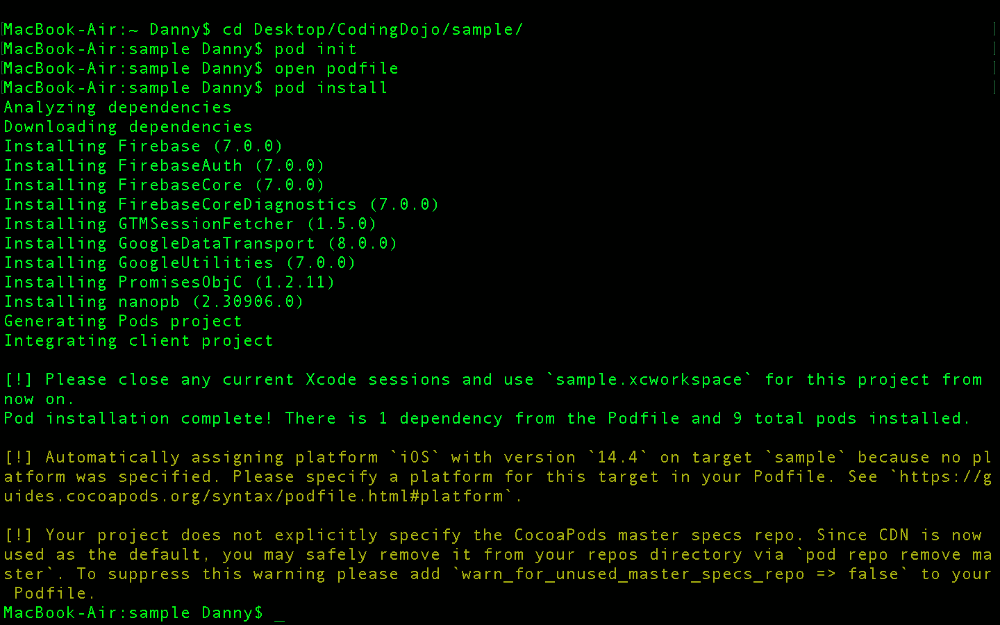 MacBook-Air:~ Danny$ cd Desktop/CodingDojo/sample/
MacBook-Air:sample Danny$ pod init
MacBook-Air:sample Danny$ open podfile
MacBook-Air:sample Danny$ pod install
Analyzing dependencies
Downloading dependencies
Installing Firebase (7.0.0)
Installing FirebaseAuth (7.0.0)
Installing FirebaseCore (7.0.0)
Installing FirebaseCoreDiagnostics (7.0.0)
Installing GTMSessionFetcher (1.5.0)
Installing GoogleDataTransport (8.0.0)
Installing GoogleUtilities (7.0.0)
Installing PromisesObjC (1.2.11)
Installing nanopb (2.30906.0)
Generating Pods project
Integrating client project

[!] Please close any current Xcode sessions and use `sample.xcworkspace` for this project from
now on.
Pod installation complete! There is 1 dependency from the Podfile and 9 total pods installed.

[!] Automatically assigning platform `iOS` with version `14.4` on target `sample` because no pl
atform was specified. Please specify a platform for this target in your Podfile. See `https://g
uides.cocoapods.org/syntax/podfile.html#platform`.

[!] Your project does not explicitly specify the CocoaPods master specs repo. Since CDN is now
used as the default, you may safely remove it from your repos directory via `pod repo remove ma
ster`. To suppress this warning please add `warn_for_unused_master_specs_repo => false` to your
 Podfile.
MacBook-Air:sample Danny$ _